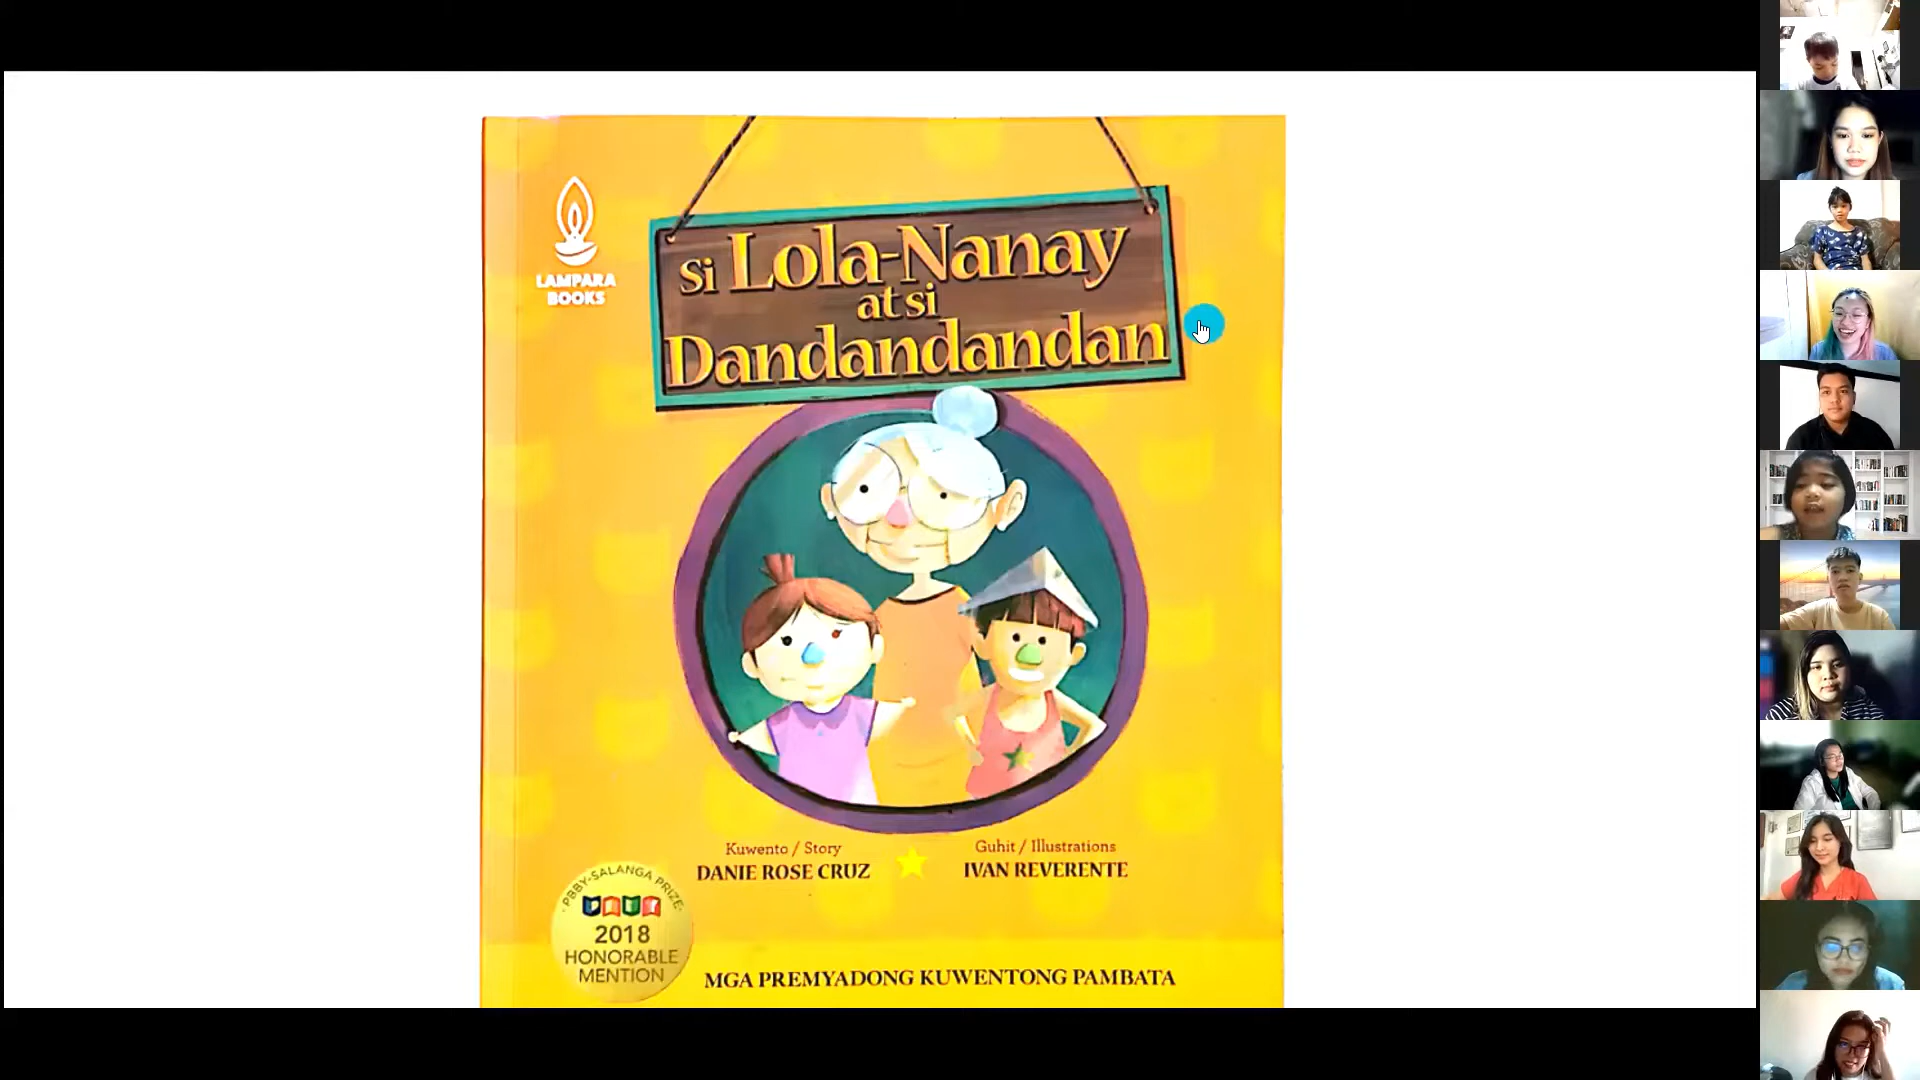 LAMPARA
BOOKS
Si Lola-Nanay
at si
Dandandandan
Kuwento / Story
DANIE ROSE CRUZ
Guhit / Illustrations
IVAN REVERENTE
PBBY-SALANGA PRIZE
PBBY
2018
HONORABLE
MENTION
MGA PREMYADONG KUWENTONG PAMBATA